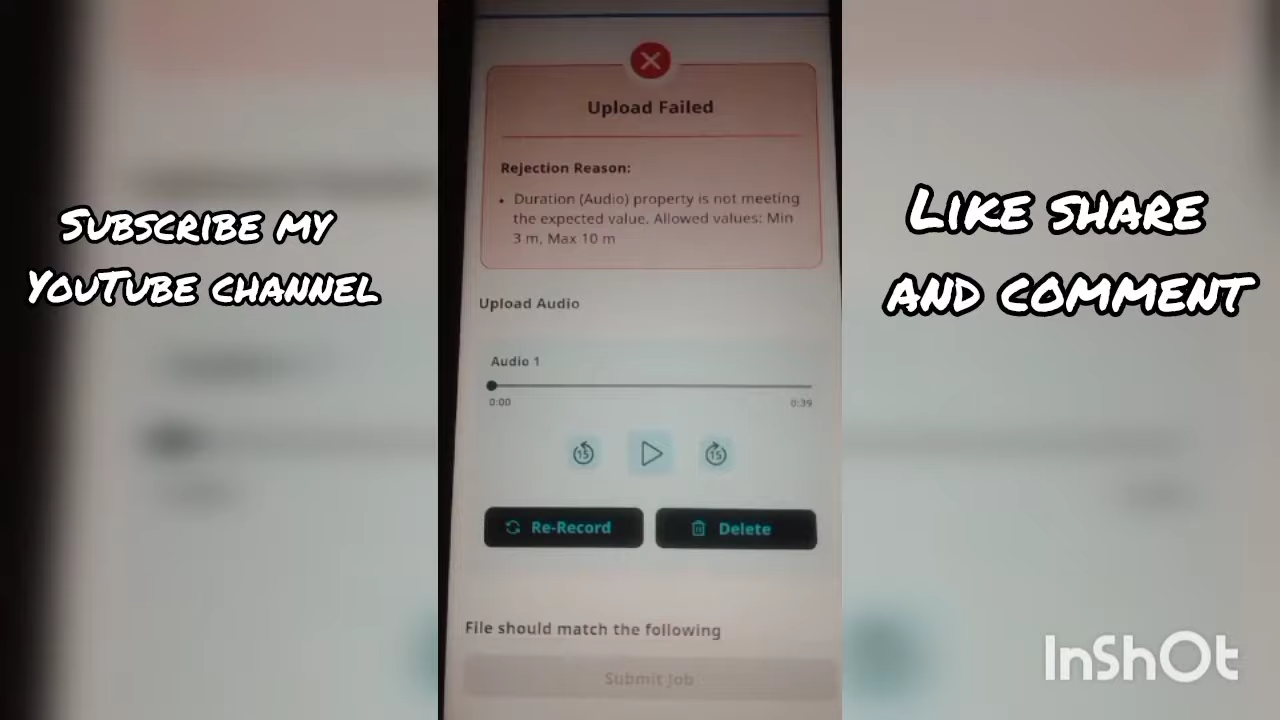 Upload Failed
Rejection Reason:
• Duration (Audio) property is not meeting
the expected value. Allowed values: Min
3 m, Max 10 m
Upload Audio
Audio 1
0:00
0:39
15
15
Re-Record
Delete
File should match the following
Submit Job
Subscribe my
YouTube channel
Like share
and comment
InShOt